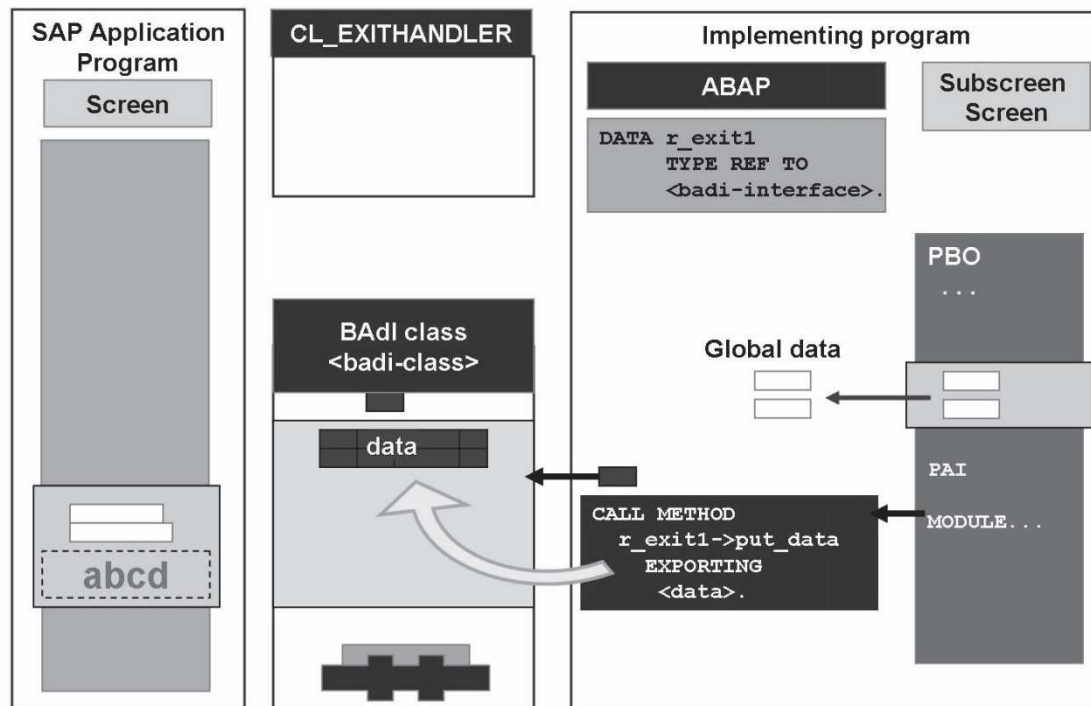 SAP Application
Program
Screen
abcd
CL_EXITHANDLER
BAdI class
<badi-class>
data
Implementing program
ABAP
DATA r_exit1
TYPE REF TO
<badi-interface>.
Subscreen
Screen
PBO
...
Global data
PAI
MODULE...
CALL METHOD
r_exit1->put_data
EXPORTING
<data>.